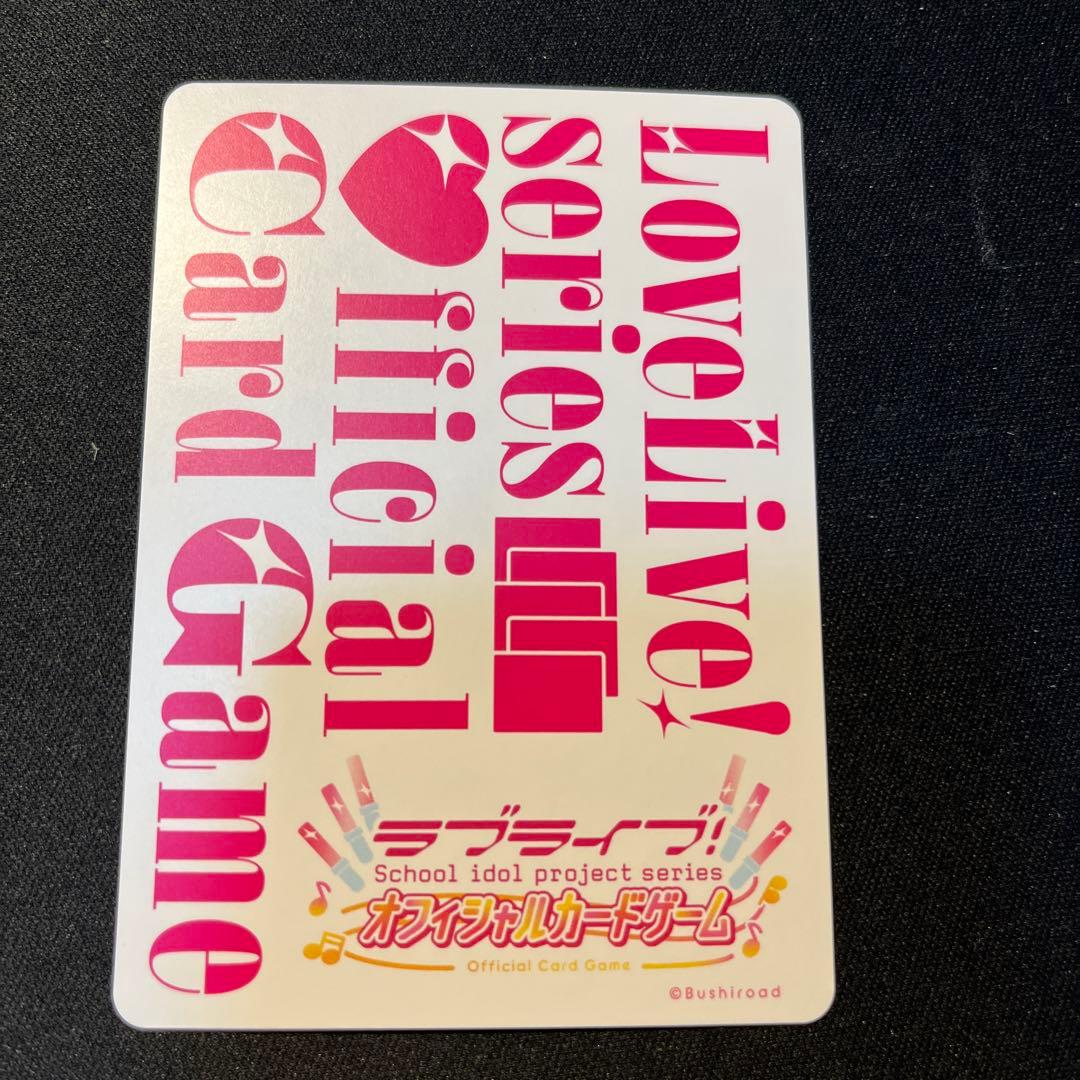 LoveLive!
series
♥fficial
Card Game
ラブライブ!
School idol project series
オフィシャルカードゲーム
Official Card Game
©Bushiroad